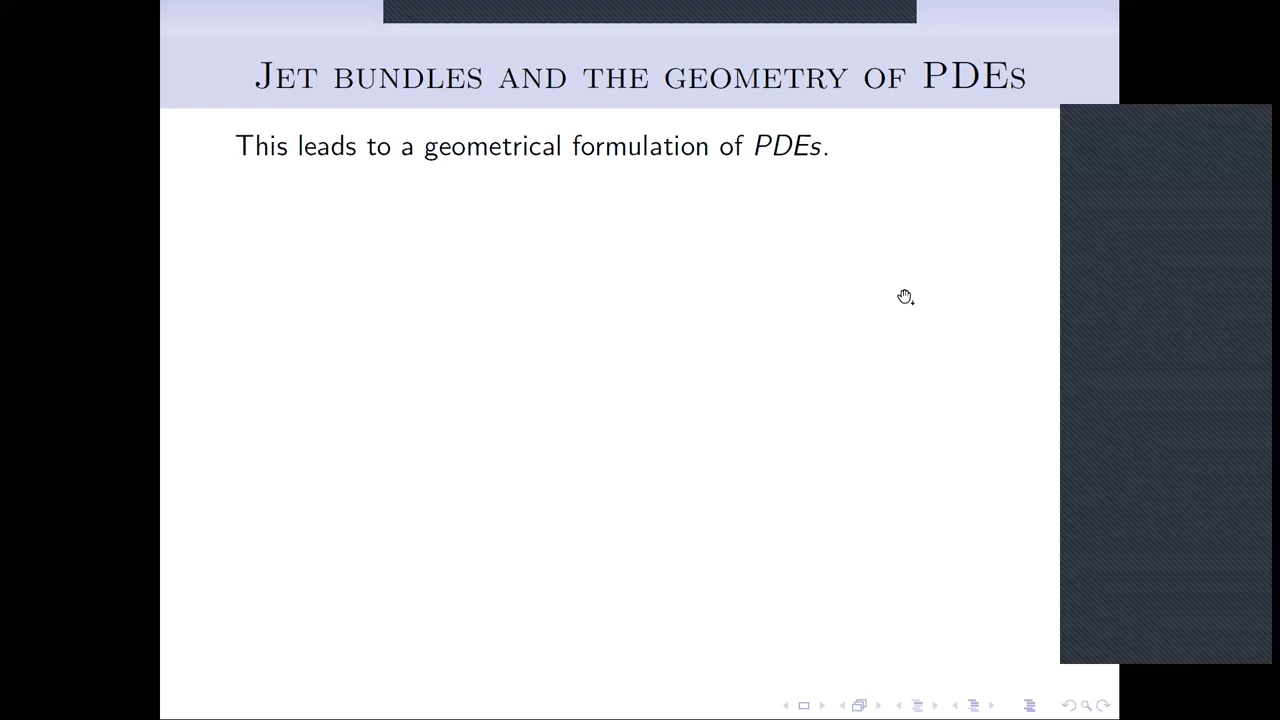 Jet bundles and the geometry of PDEs
This leads to a geometrical formulation of PDEs.